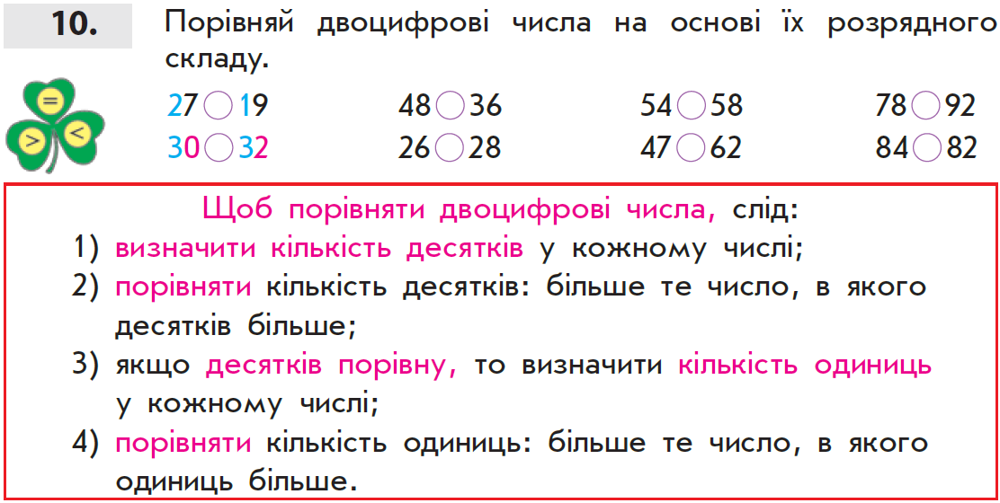 10. Порівняй двоцифрові числа на основі їх розрядного
складу.
= > <
27 ◯ 19 48 ◯ 36 54 ◯ 58 78 ◯ 92
30 ◯ 32 26 ◯ 28 47 ◯ 62 84 ◯ 82
Щоб порівняти двоцифрові числа, слід:
1) визначити кількість десятків у кожному числі;
2) порівняти кількість десятків: більше те число, в якого
десятків більше;
3) якщо десятків порівну, то визначити кількість одиниць
у кожному числі;
4) порівняти кількість одиниць: більше те число, в якого
одиниць більше.